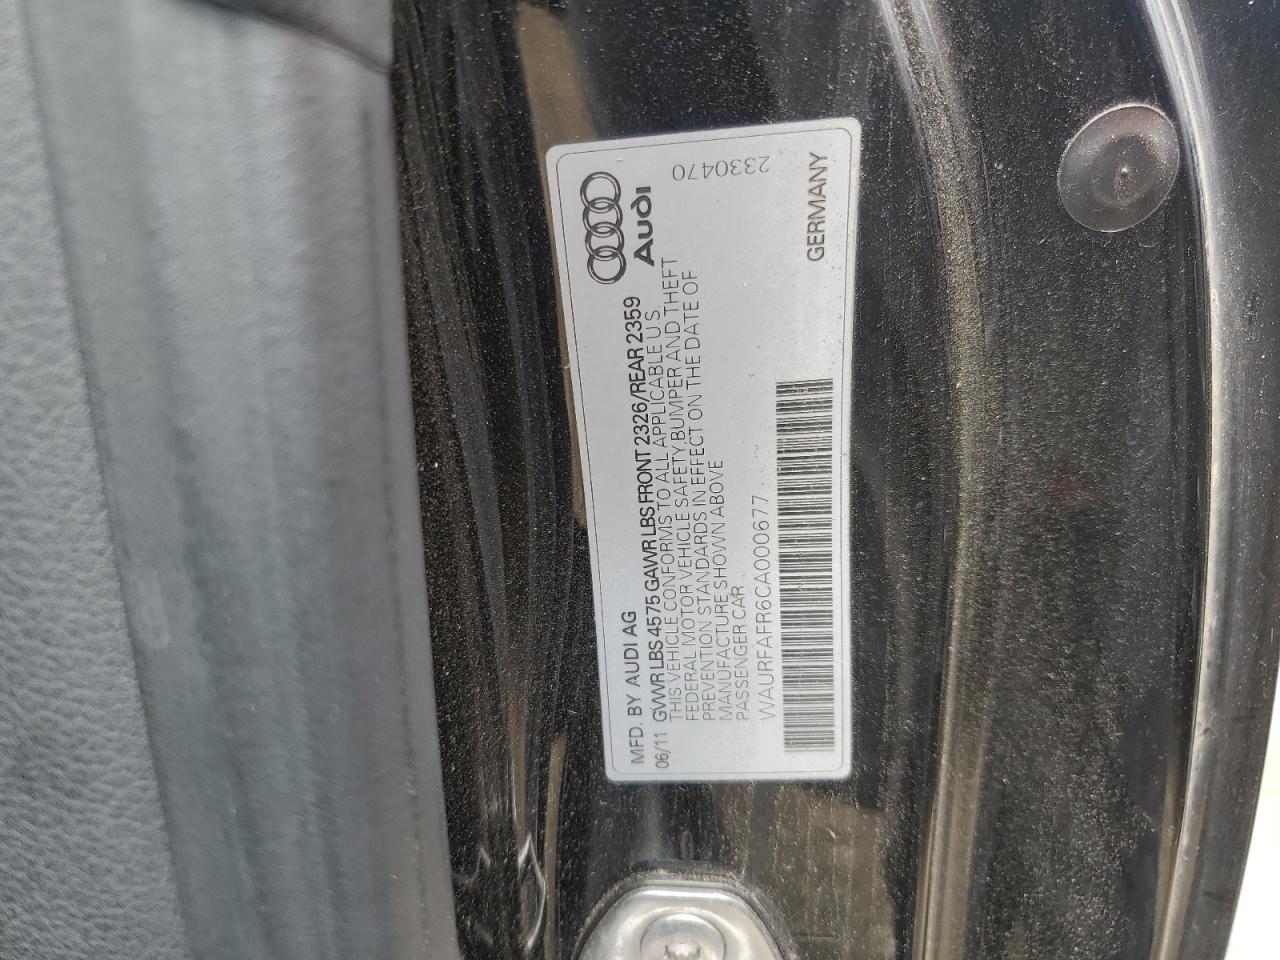 MFD. BY AUDI AG
06/11 GVWR LBS 4575 GAWR LBS FRONT 2326/REAR 2359
THIS VEHICLE CONFORMS TO ALL APPLICABLE U.S.
FEDERAL MOTOR VEHICLE SAFETY,BUMPER AND THEFT
PREVENTION STANDARDS IN EFFECT ON THE DATE OF
MANUFACTURE SHOWN ABOVE
PASSENGER CAR
WAURFAFR6CA000677
Audi
2330470
GERMANY